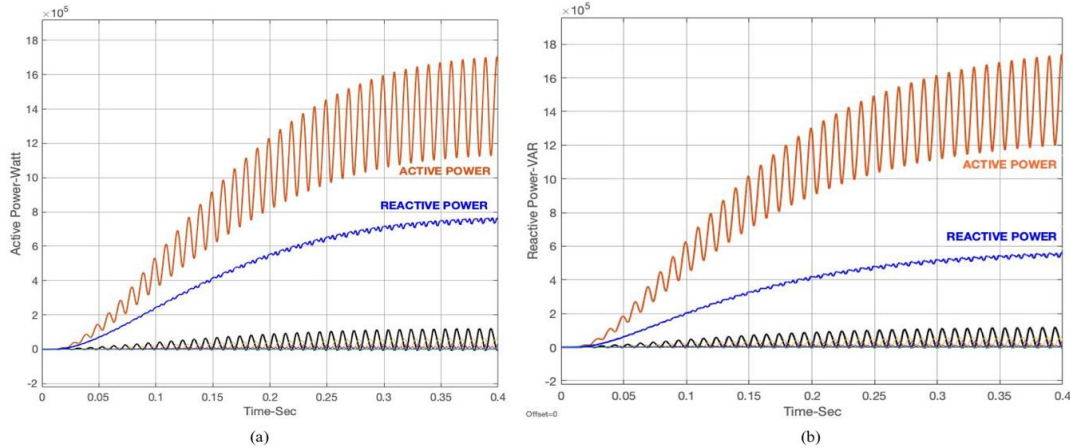 ×10⁵
18
16
14
12
10
8
6
4
2
0
-2
Active Power-Watt
ACTIVE POWER
REACTIVE POWER
0 0.05 0.1 0.15 0.2 0.25 0.3 0.35 0.4
Time-Sec
(a)
×10⁵
18
16
14
12
10
8
6
4
2
0
-2
Reactive Power-VAR
ACTIVE POWER
REACTIVE POWER
0 0.05 0.1 0.15 0.2 0.25 0.3 0.35 0.4
Offset=0
Time-Sec
(b)